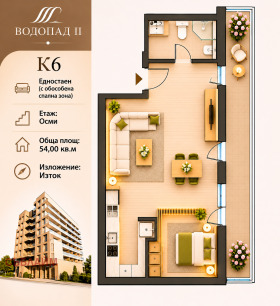 ВОДОПАД II
К6
Едностаен
(с обособена
спална зона)
Етаж:
Осми
Обща площ:
54,00 кв.м
Изложение:
Изток